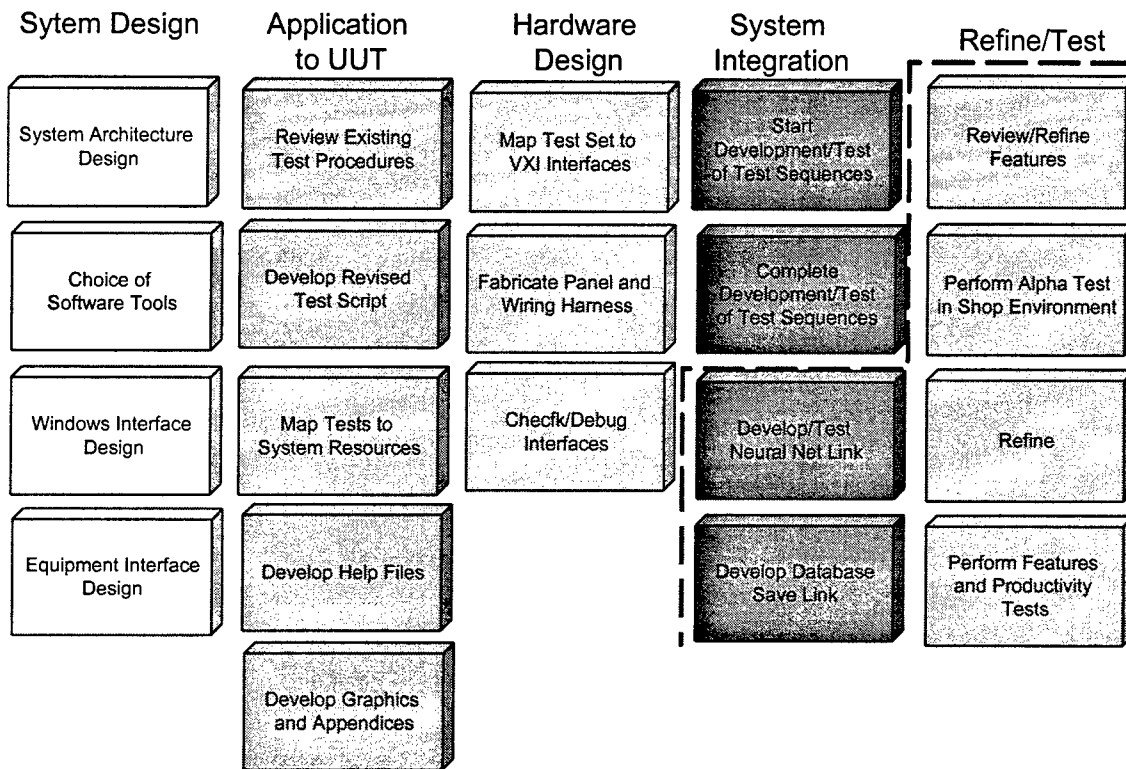 Sytem Design
System Architecture
Design
Choice of
Software Tools
Windows Interface
Design
Equipment Interface
Design
Application
to UUT
Review Existing
Test Procedures
Develop Revised
Test Script
Map Tests to
System Resources
Develop Help Files
Develop Graphics
and Appendices
Hardware
Design
Map Test Set to
VXI Interfaces
Fabricate Panel and
Wiring Harness
Checfk/Debug
Interfaces
System
Integration
Start
Development/Test
of Test Sequences
Complete
Development/Test
of Test Sequences
Develop/Test
Neural Net Link
Develop Database
Save Link
Refine/Test
Review/Refine
Features
Perform Alpha Test
in Shop Environment
Refine
Perform Features
and Productivity
Tests